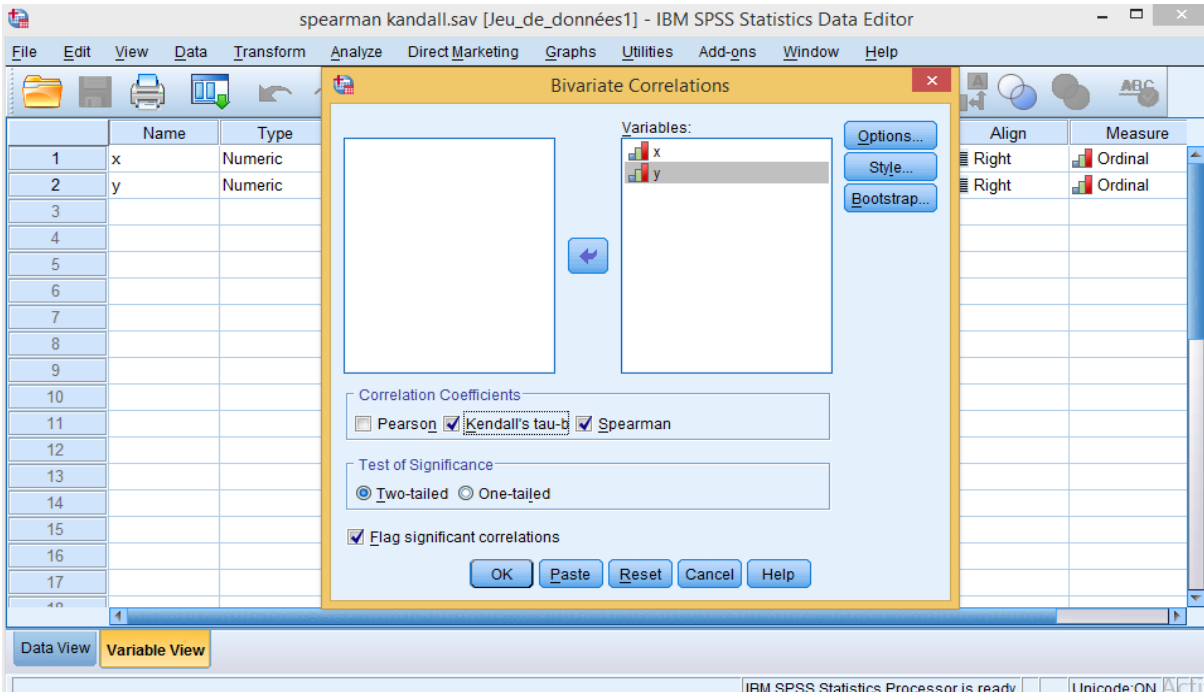 spearman kandall.sav [Jeu_de_données1] - IBM SPSS Statistics Data Editor
File Edit View Data Transform Analyze Direct Marketing Graphs Utilities Add-ons Window Help
Bivariate Correlations
Name Type Align Measure
1 x Numeric Right Ordinal
2 y Numeric Right Ordinal
3
4
5
6
7
8
9
10
11
12
13
14
15
16
17
Variables:
x
y
Options...
Style...
Bootstrap...
Correlation Coefficients
Pearson Kendall's tau-b Spearman
Test of Significance
Two-tailed One-tailed
Flag significant correlations
OK Paste Reset Cancel Help
Data View Variable View
IBM SPSS Statistics Processor is ready Unicode:ON